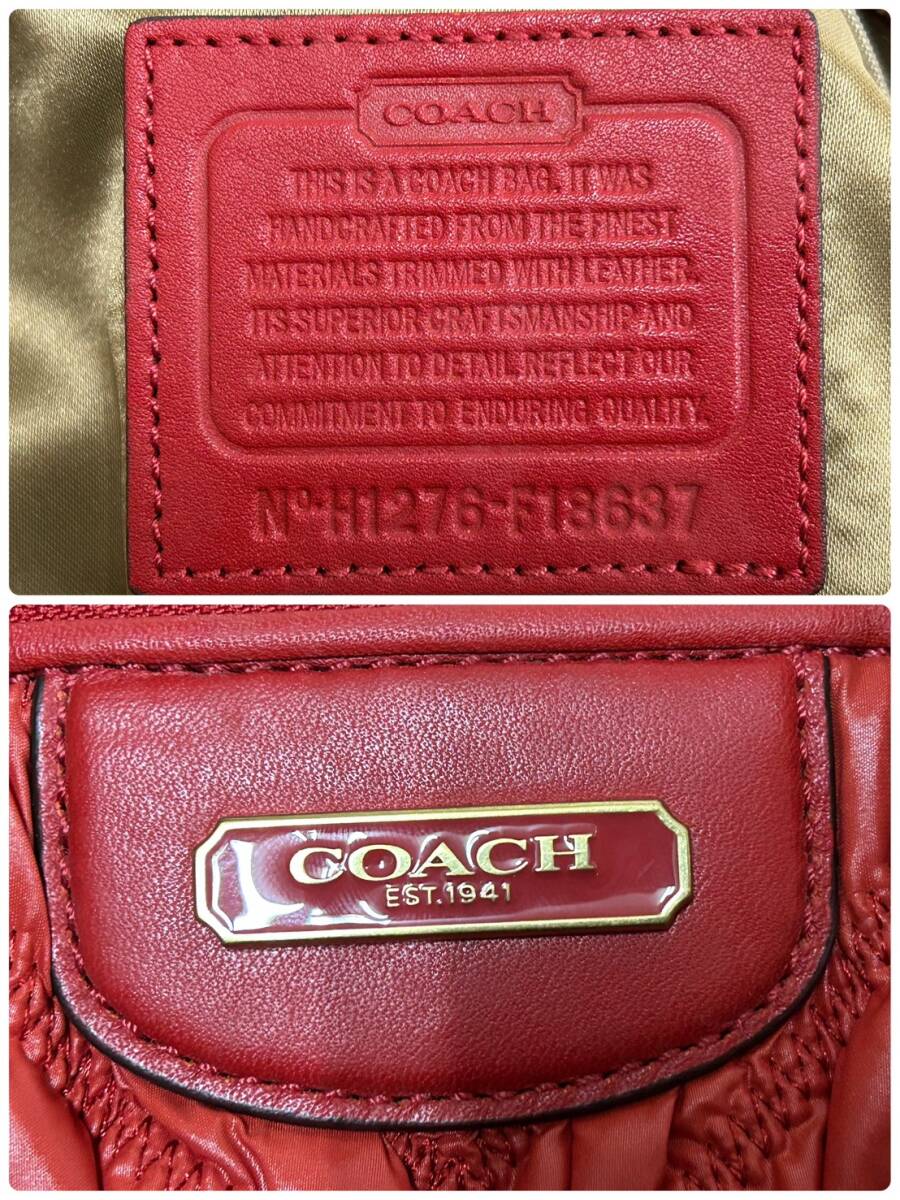 COACH
THIS IS A COACH BAG. IT WAS
HANDCRAFTED FROM THE FINEST
MATERIALS TRIMMED WITH LEATHER.
ITS SUPERIOR CRAFTSMANSHIP AND
ATTENTION TO DETAIL REFLECT OUR
COMMITMENT TO ENDURING QUALITY.
Nº-H1276-F13637
COACH
EST.1941